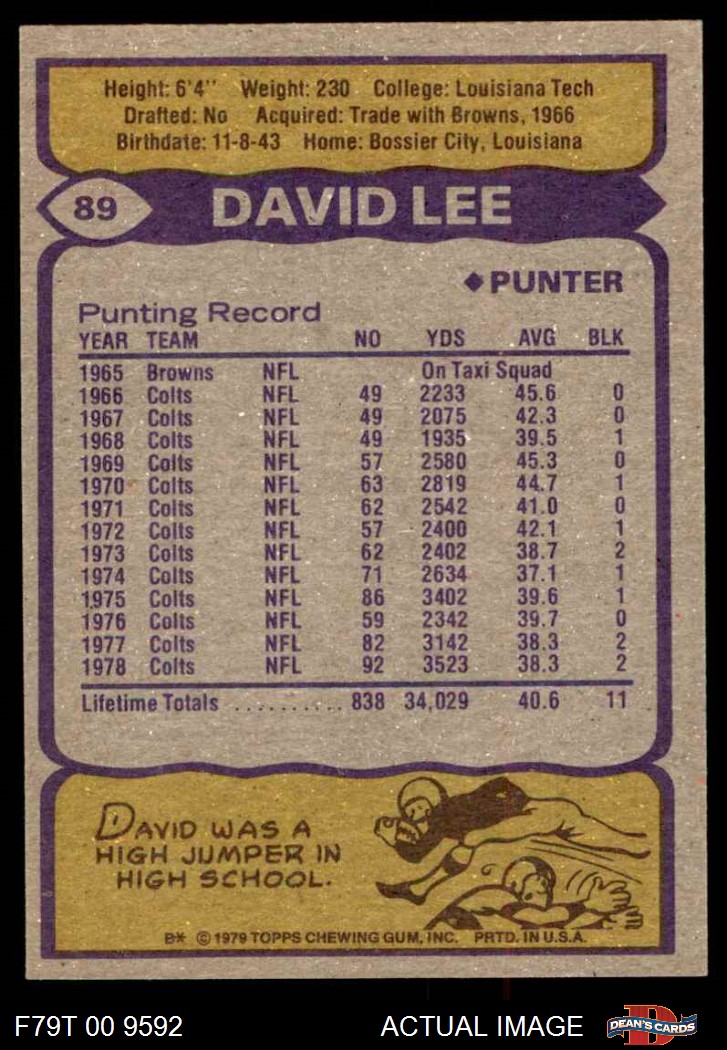 Height: 6'4'' Weight: 230 College: Louisiana Tech
Drafted: No Acquired: Trade with Browns, 1966
Birthdate: 11-8-43 Home: Bossier City, Louisiana
89 DAVID LEE
◆PUNTER
Punting Record
YEAR TEAM NO YDS AVG BLK
1965 Browns NFL On Taxi Squad
1966 Colts NFL 49 2233 45.6 0
1967 Colts NFL 49 2075 42.3 0
1968 Colts NFL 49 1935 39.5 1
1969 Colts NFL 57 2580 45.3 0
1970 Colts NFL 63 2819 44.7 1
1971 Colts NFL 62 2542 41.0 0
1972 Colts NFL 57 2400 42.1 1
1973 Colts NFL 62 2402 38.7 2
1974 Colts NFL 71 2634 37.1 1
1975 Colts NFL 86 3402 39.6 1
1976 Colts NFL 59 2342 39.7 0
1977 Colts NFL 82 3142 38.3 2
1978 Colts NFL 92 3523 38.3 2
Lifetime Totals .......... 838 34,029 40.6 11
DAVID WAS A
HIGH JUMPER IN
HIGH SCHOOL.
B* © 1979 TOPPS CHEWING GUM, INC. PRTD. IN U.S.A.
F79T 00 9592 ACTUAL IMAGE D DEAN'S CARDS